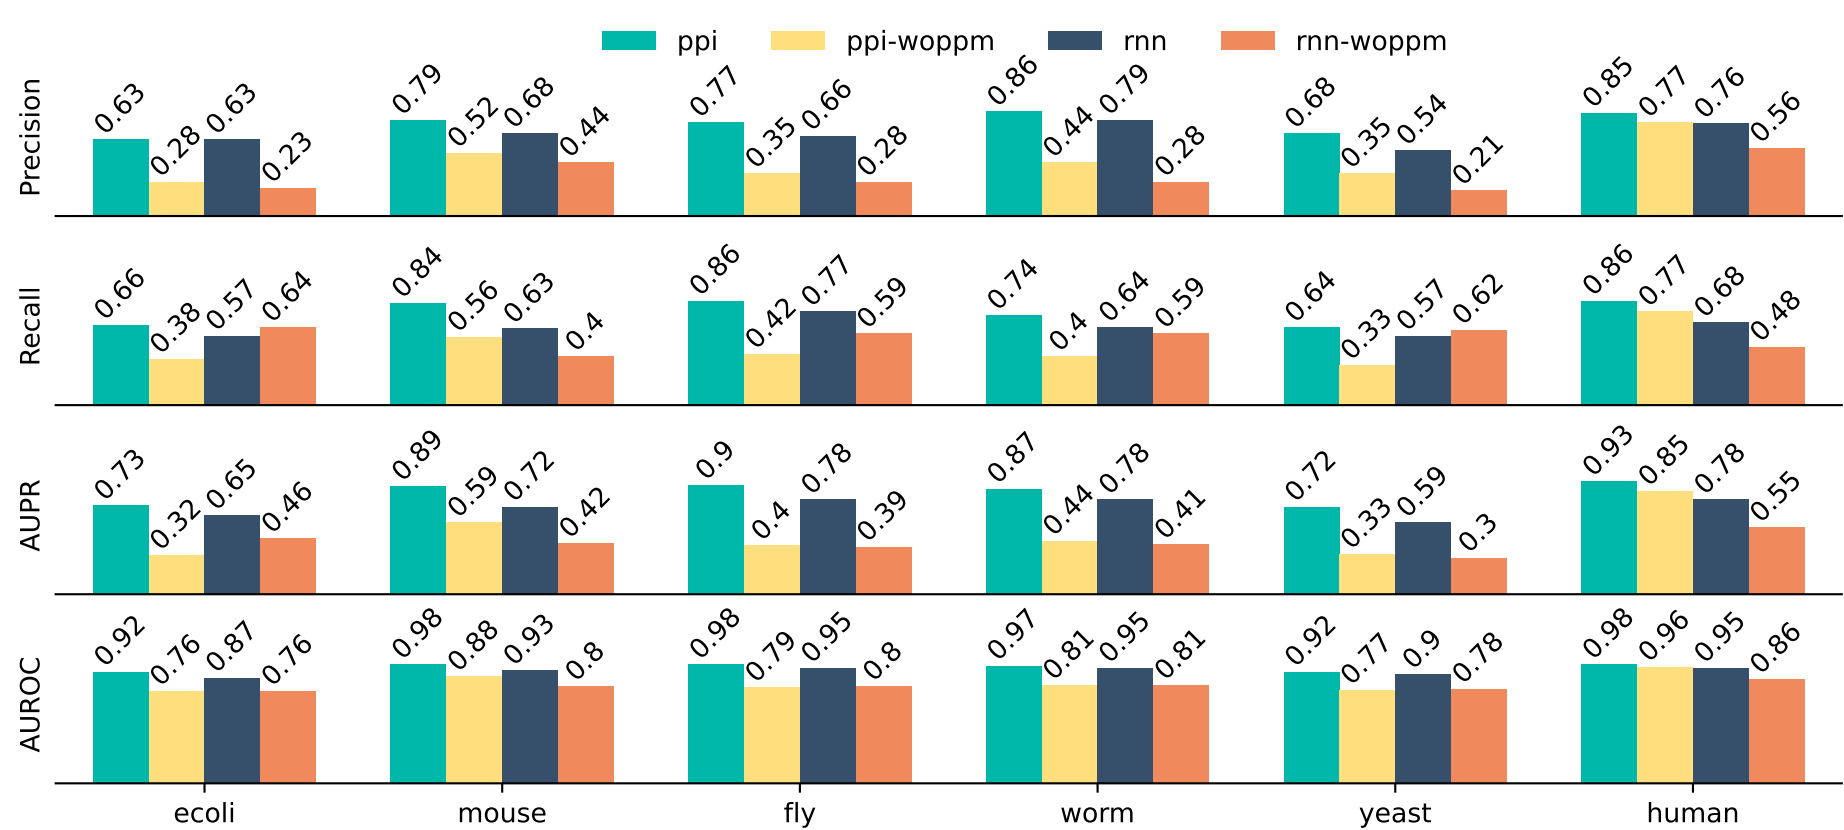 ppi ppi-woppm rnn rnn-woppm
Precision
0.63 0.28 0.63 0.23 0.79 0.52 0.68 0.44 0.77 0.35 0.66 0.28 0.86 0.44 0.79 0.28 0.68 0.35 0.54 0.21 0.85 0.77 0.76 0.56
Recall
0.66 0.38 0.57 0.64 0.84 0.56 0.63 0.4 0.86 0.42 0.77 0.59 0.74 0.4 0.64 0.59 0.64 0.33 0.57 0.62 0.86 0.77 0.68 0.48
AUPR
0.73 0.32 0.65 0.46 0.89 0.59 0.72 0.42 0.9 0.4 0.78 0.39 0.87 0.44 0.78 0.41 0.72 0.33 0.59 0.3 0.93 0.85 0.78 0.55
AUROC
0.92 0.76 0.87 0.76 0.98 0.88 0.93 0.8 0.98 0.79 0.95 0.8 0.97 0.81 0.95 0.81 0.92 0.77 0.9 0.78 0.98 0.96 0.95 0.86
ecoli mouse fly worm yeast human